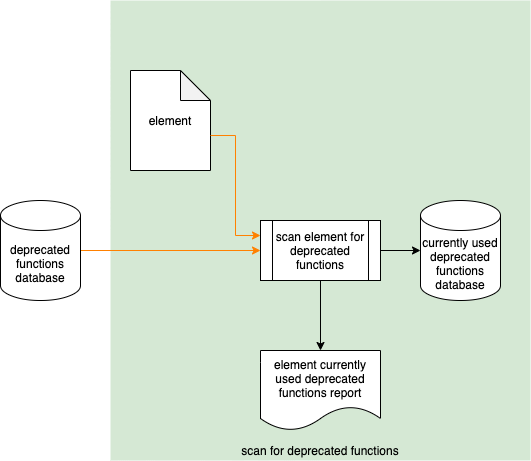 element
deprecated
functions
database
scan element for
deprecated
functions
currently used
deprecated
functions
database
element currently
used deprecated
functions report
scan for deprecated functions